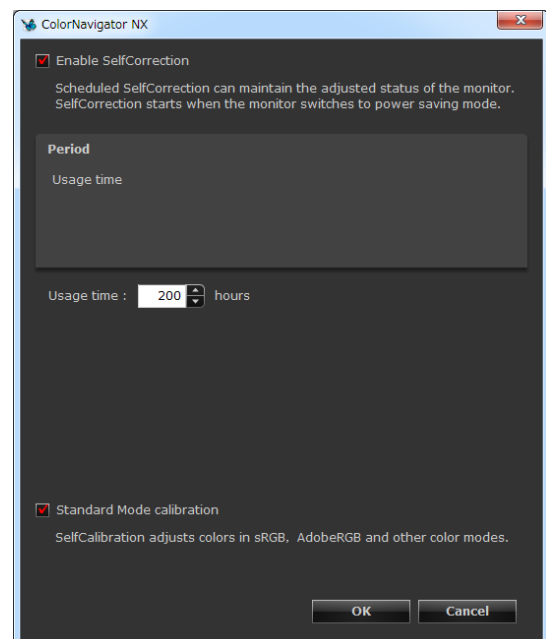 ColorNavigator NX
Enable SelfCorrection
Scheduled SelfCorrection can maintain the adjusted status of the monitor.
SelfCorrection starts when the monitor switches to power saving mode.
Period
Usage time
Usage time : 200 hours
Standard Mode calibration
SelfCalibration adjusts colors in sRGB, AdobeRGB and other color modes.
OK Cancel